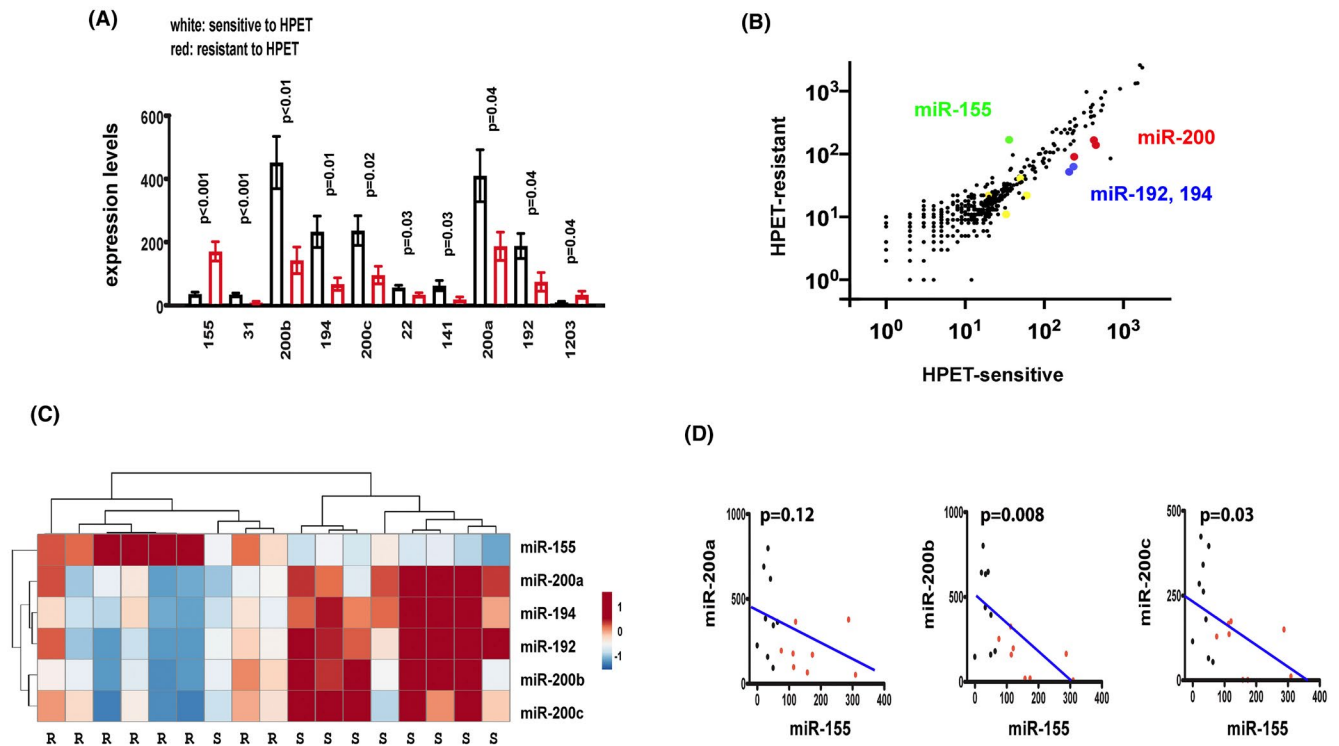 (A)
white: sensitive to HPET
red: resistant to HPET
expression levels
600
400
200
0
p<0.001
p<0.001
p<0.01
p=0.01
p=0.02
p=0.03
p=0.03
p=0.04
p=0.04
p=0.04
155
31
200b
194
200c
22
141
200a
192
1203
(B)
HPET-resistant
10³
10²
10¹
10⁰
miR-155
miR-200
miR-192, 194
10⁰
10¹
10²
10³
HPET-sensitive
(C)
miR-155
miR-200a
miR-194
miR-192
miR-200b
miR-200c
1
0
-1
R R R R R R S R R S S S S S S S S
(D)
p=0.12
miR-200a
1000
500
0
0 100 200 300 400
miR-155
p=0.008
miR-200b
1000
500
0
0 100 200 300 400
miR-155
p=0.03
miR-200c
500
250
0
0 100 200 300 400
miR-155